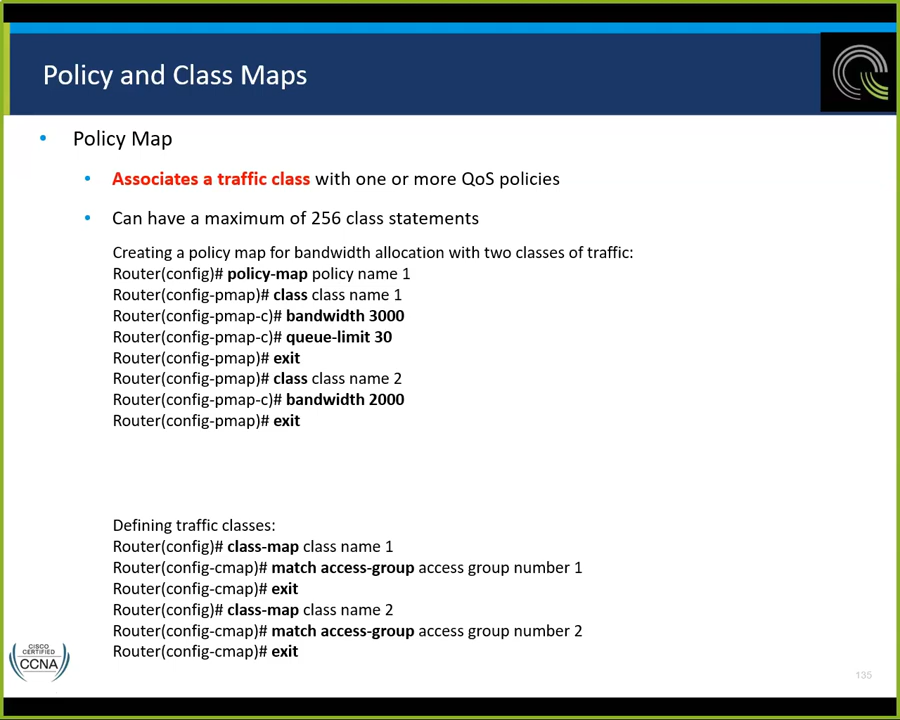 Policy and Class Maps
• Policy Map
• Associates a traffic class with one or more QoS policies
• Can have a maximum of 256 class statements
Creating a policy map for bandwidth allocation with two classes of traffic:
Router(config)# policy-map policy name 1
Router(config-pmap)# class class name 1
Router(config-pmap-c)# bandwidth 3000
Router(config-pmap-c)# queue-limit 30
Router(config-pmap)# exit
Router(config-pmap)# class class name 2
Router(config-pmap-c)# bandwidth 2000
Router(config-pmap)# exit
Defining traffic classes:
Router(config)# class-map class name 1
Router(config-cmap)# match access-group access group number 1
Router(config-cmap)# exit
Router(config)# class-map class name 2
Router(config-cmap)# match access-group access group number 2
Router(config-cmap)# exit
CISCO
CERTIFIED
CCNA
135